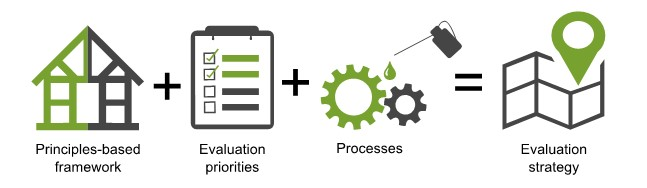 Principles-based
framework
+
Evaluation
priorities
+
Processes
=
Evaluation
strategy